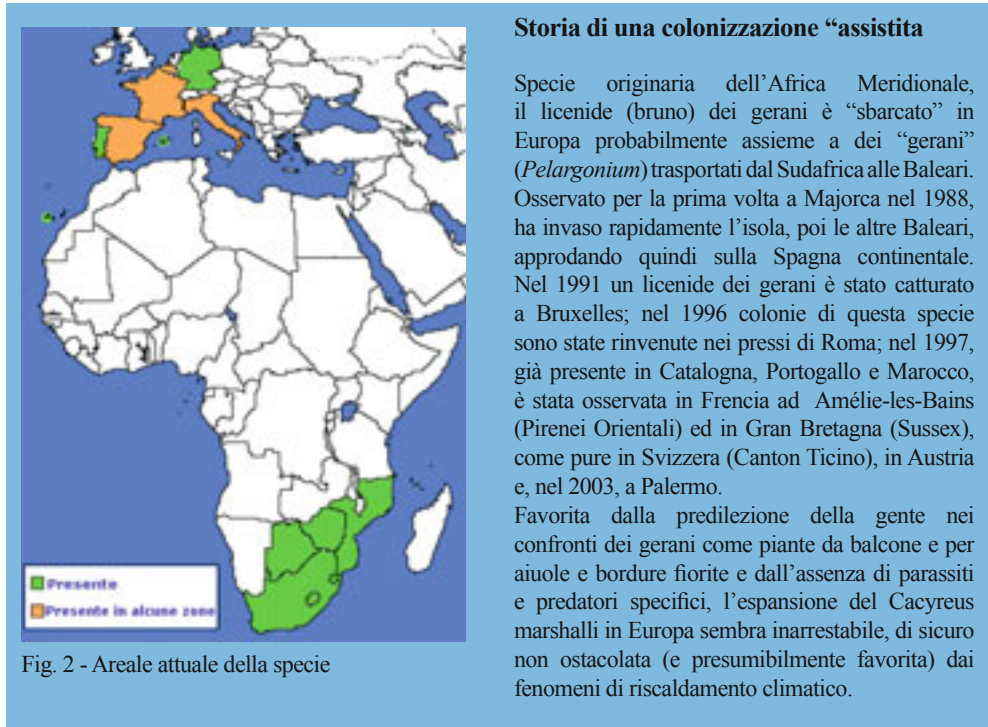 Presente
Presente in alcune zone
Fig. 2 - Areale attuale della specie
Storia di una colonizzazione “assistita
Specie originaria dell’Africa Meridionale,
il licenide (bruno) dei gerani è “sbarcato” in
Europa probabilmente assieme a dei “gerani”
(Pelargonium) trasportati dal Sudafrica alle Baleari.
Osservato per la prima volta a Majorca nel 1988,
ha invaso rapidamente l’isola, poi le altre Baleari,
approdando quindi sulla Spagna continentale.
Nel 1991 un licenide dei gerani è stato catturato
a Bruxelles; nel 1996 colonie di questa specie
sono state rinvenute nei pressi di Roma; nel 1997,
già presente in Catalogna, Portogallo e Marocco,
è stata osservata in Frencia ad Amélie-les-Bains
(Pirenei Orientali) ed in Gran Bretagna (Sussex),
come pure in Svizzera (Canton Ticino), in Austria
e, nel 2003, a Palermo.
Favorita dalla predilezione della gente nei
confronti dei gerani come piante da balcone e per
aiuole e bordure fiorite e dall’assenza di parassiti
e predatori specifici, l’espansione del Cacyreus
marshalli in Europa sembra inarrestabile, di sicuro
non ostacolata (e presumibilmente favorita) dai
fenomeni di riscaldamento climatico.